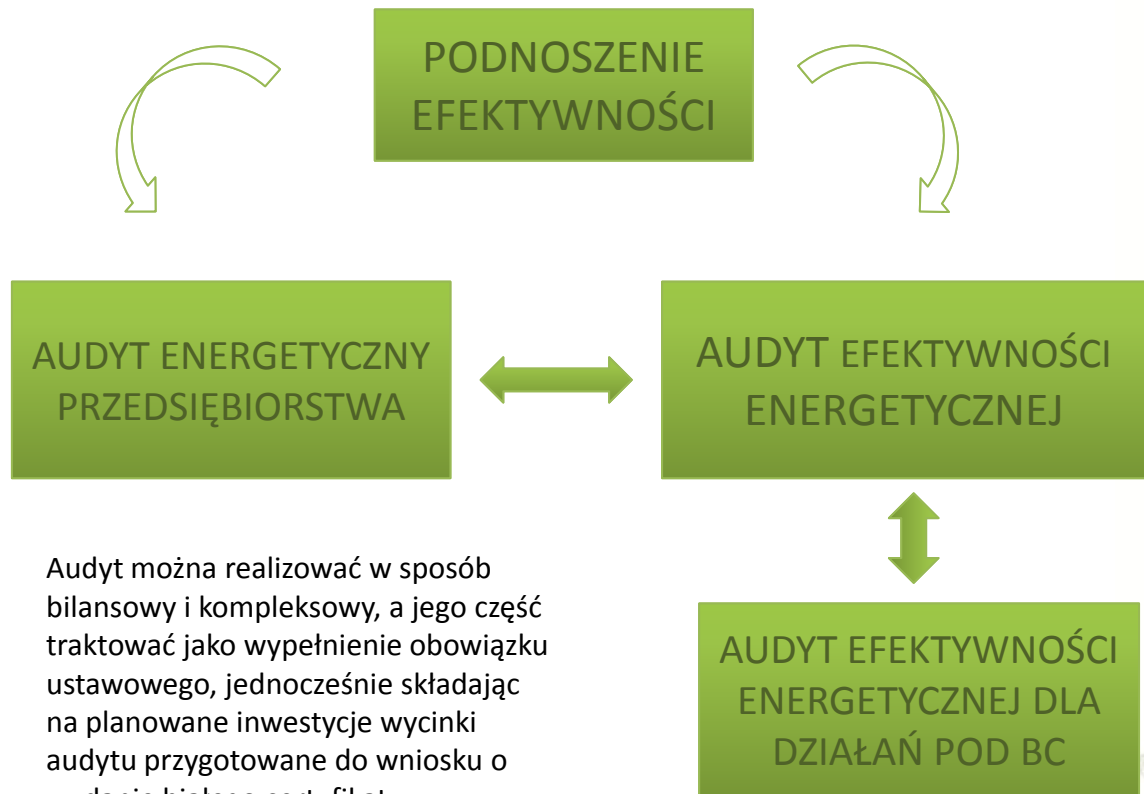 PODNOSZENIE
EFEKTYWNOŚCI
AUDYT ENERGETYCZNY
PRZEDSIĘBIORSTWA
AUDYT EFEKTYWNOŚCI
ENERGETYCZNEJ
Audyt można realizować w sposób
bilansowy i kompleksowy, a jego część
traktować jako wypełnienie obowiązku
ustawowego, jednocześnie składając
na planowane inwestycje wycinki
audytu przygotowane do wniosku o
AUDYT EFEKTYWNOŚCI
ENERGETYCZNEJ DLA
DZIAŁAŃ POD BC